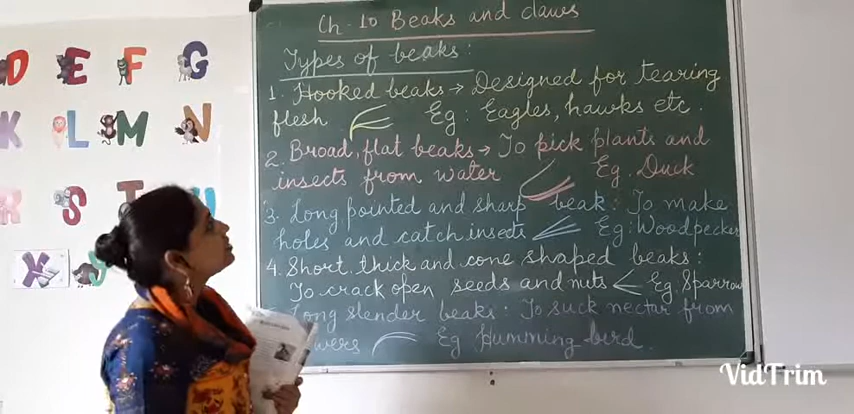 D E F G
K L M N
R S T U
X
Ch-10 Beaks and claws
Types of beaks:
1. Hooked beaks → Designed for tearing
flesh Eg: Eagles, hawks etc.
2. Broad, flat beaks → To pick plants and
insects from water Eg. Duck
3. Long pointed and sharp beak: To make
holes and catch insects Eg: Woodpecker
4. Short, thick and cone shaped beaks:
To crack open seeds and nuts Eg. Sparrow
Long slender beaks: To suck nectar from
Eg Humming bird.
VidTrim